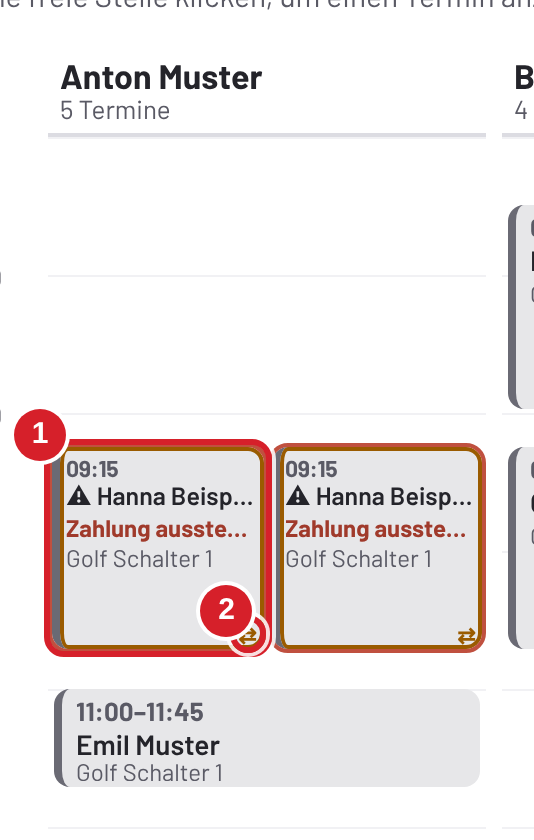 Anton Muster
5 Termine
B
4
1
09:15
Hanna Beisp...
Zahlung ausste...
Golf Schalter 1
2
09:15
Hanna Beisp...
Zahlung ausste...
Golf Schalter 1
11:00–11:45
Emil Muster
Golf Schalter 1